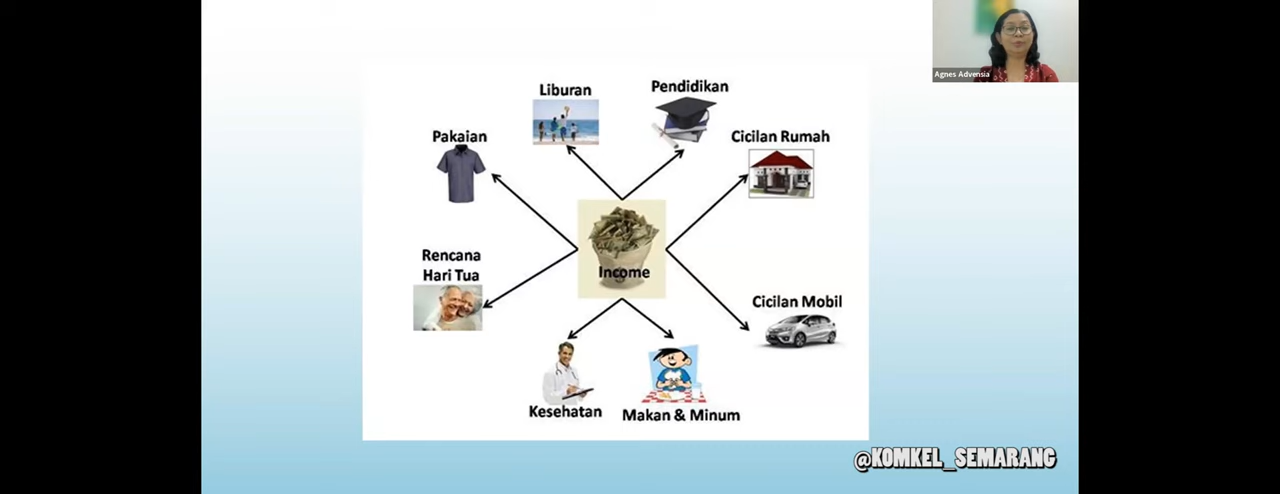 Agnes Advensia
Liburan
Pendidikan
Pakaian
Cicilan Rumah
Rencana
Hari Tua
Income
Cicilan Mobil
Kesehatan
Makan & Minum
@KOMKEL_SEMARANG